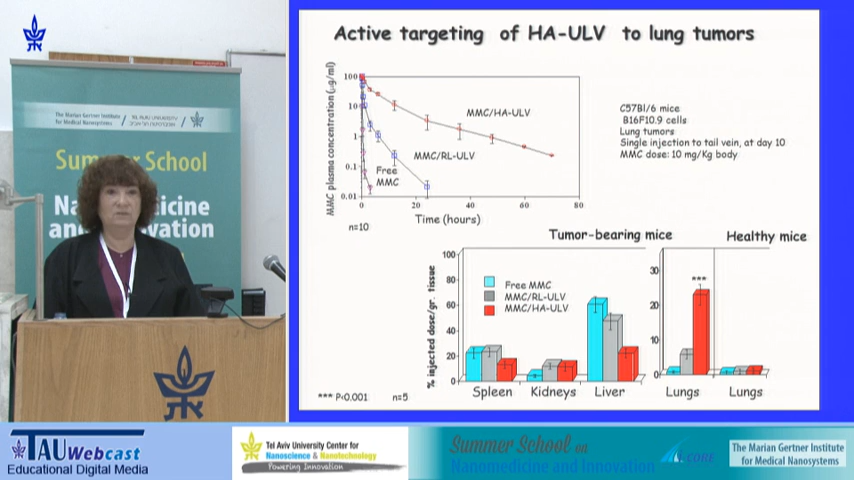 Active targeting of HA-ULV to lung tumors
MMC plasma concentration (µg/ml)
100
10
1
0.1
0.01
MMC/HA-ULV
MMC/RL-ULV
Free
MMC
0
20
40
60
80
Time (hours)
n=10
C57Bl/6 mice
B16F10.9 cells
Lung tumors
Single injection to tail vein, at day 10
MMC dose: 10 mg/Kg body
Tumor-bearing mice
Healthy mice
% injected dose/gr. tissue
100
80
60
40
20
0
Free MMC
MMC/RL-ULV
MMC/HA-ULV
30
20
10
0
***
Spleen
Kidneys
Liver
Lungs
Lungs
*** P<0.001
n=5
The Marian Gertner Institute
for Medical Nanosystems
Summer School
TAU Webcast
Educational Digital Media
Tel Aviv University Center for
Nanoscience & Nanotechnology
Powering Innovation
Summer School on
Nanomedicine and Innovation
I-CORE
The Marian Gertner Institute
for Medical Nanosystems